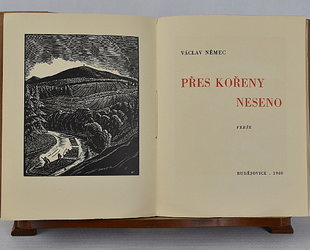 VÁCLAV NĚMEC
PŘES KOŘENY
NESENO
VERŠE
BUDĚJOVICE . 1940